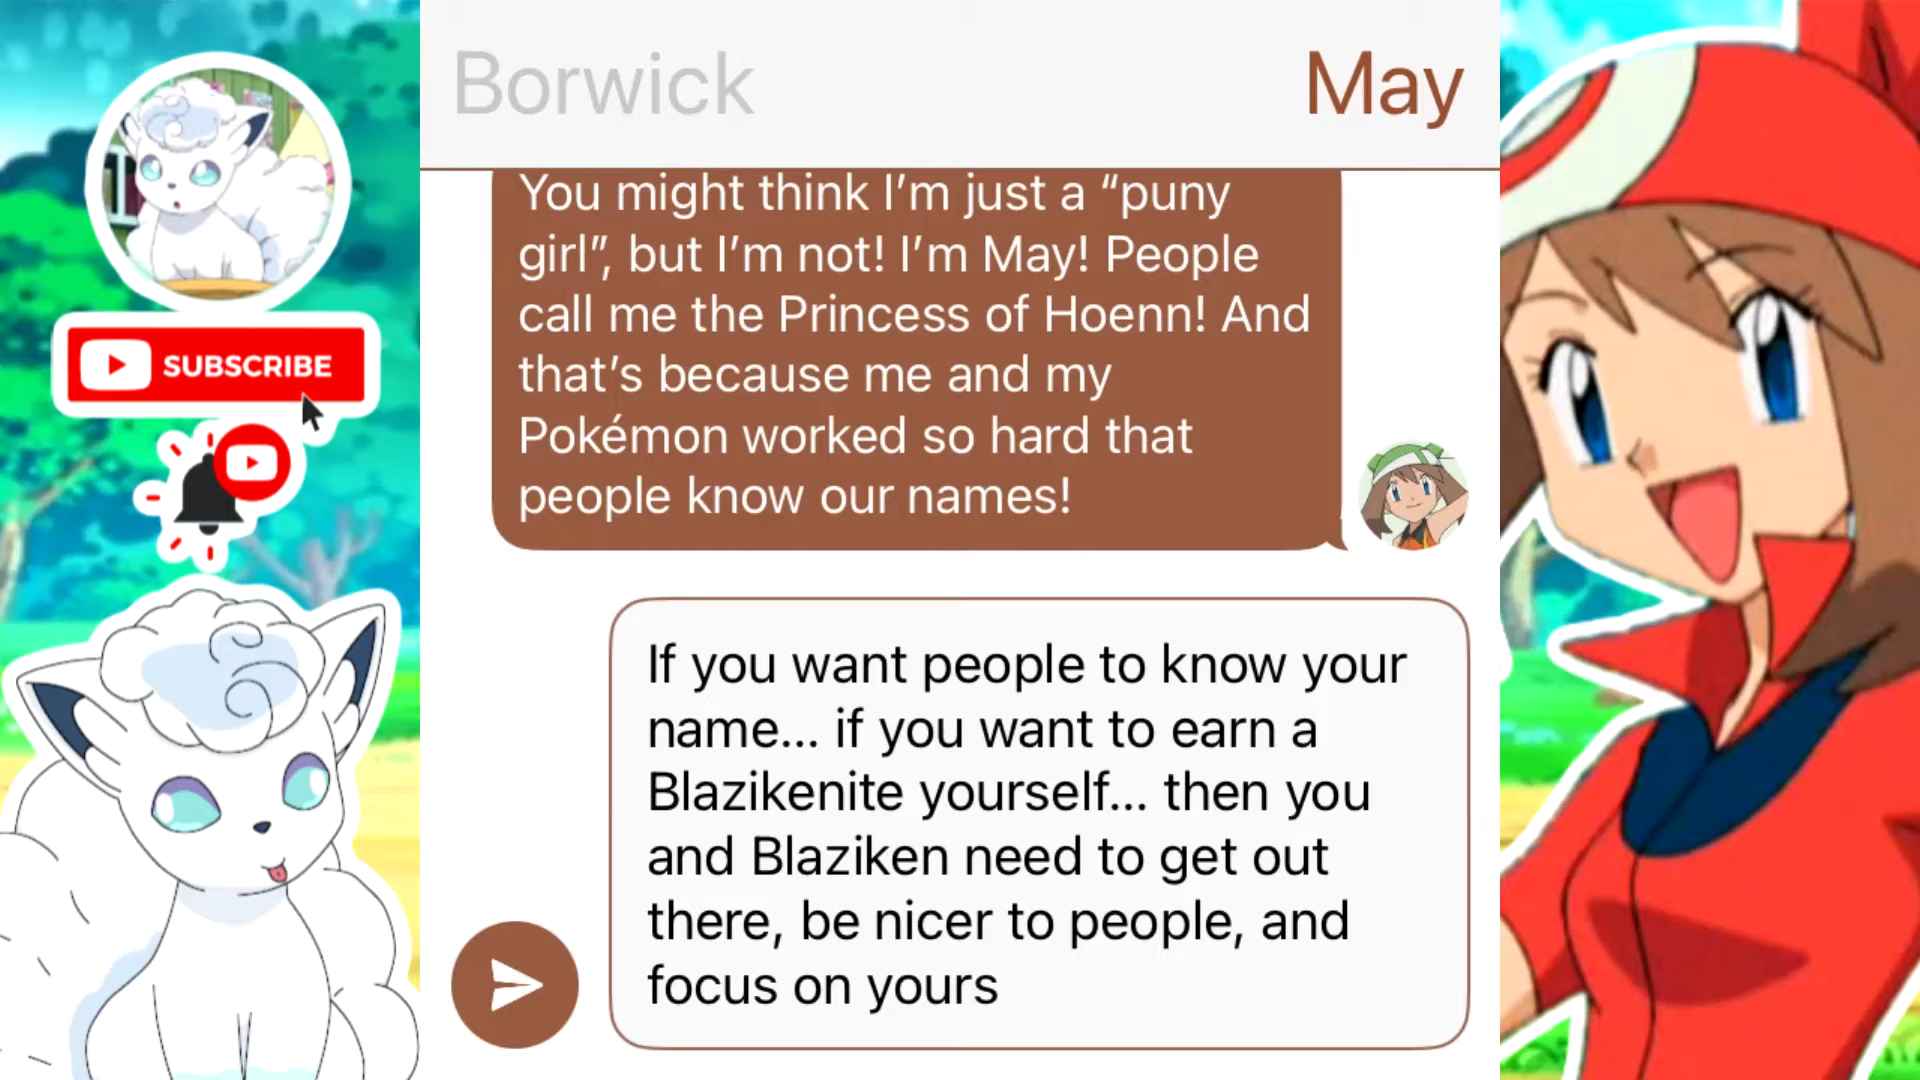 Borwick
May
You might think I’m just a “puny
girl”, but I’m not! I’m May! People
call me the Princess of Hoenn! And
that’s because me and my
Pokémon worked so hard that
people know our names!
SUBSCRIBE
If you want people to know your
name... if you want to earn a
Blazikenite yourself... then you
and Blaziken need to get out
there, be nicer to people, and
focus on yours